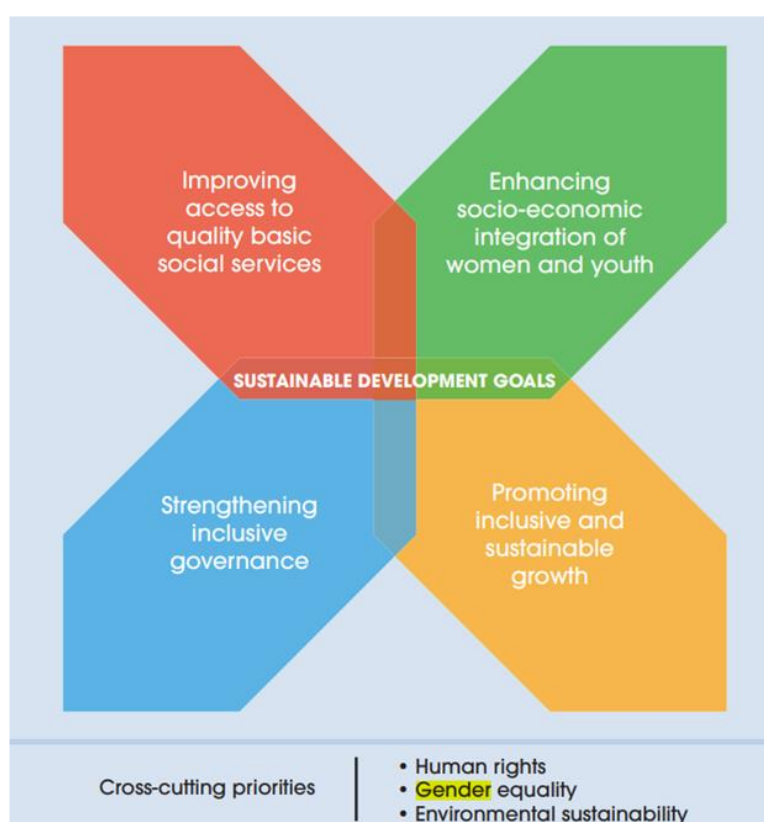 Improving
access to
quality basic
social services
Enhancing
socio-economic
integration of
women and youth
SUSTAINABLE DEVELOPMENT GOALS
Strengthening
inclusive
governance
Promoting
inclusive and
sustainable
growth
Cross-cutting priorities
• Human rights
• Gender equality
• Environmental sustainability